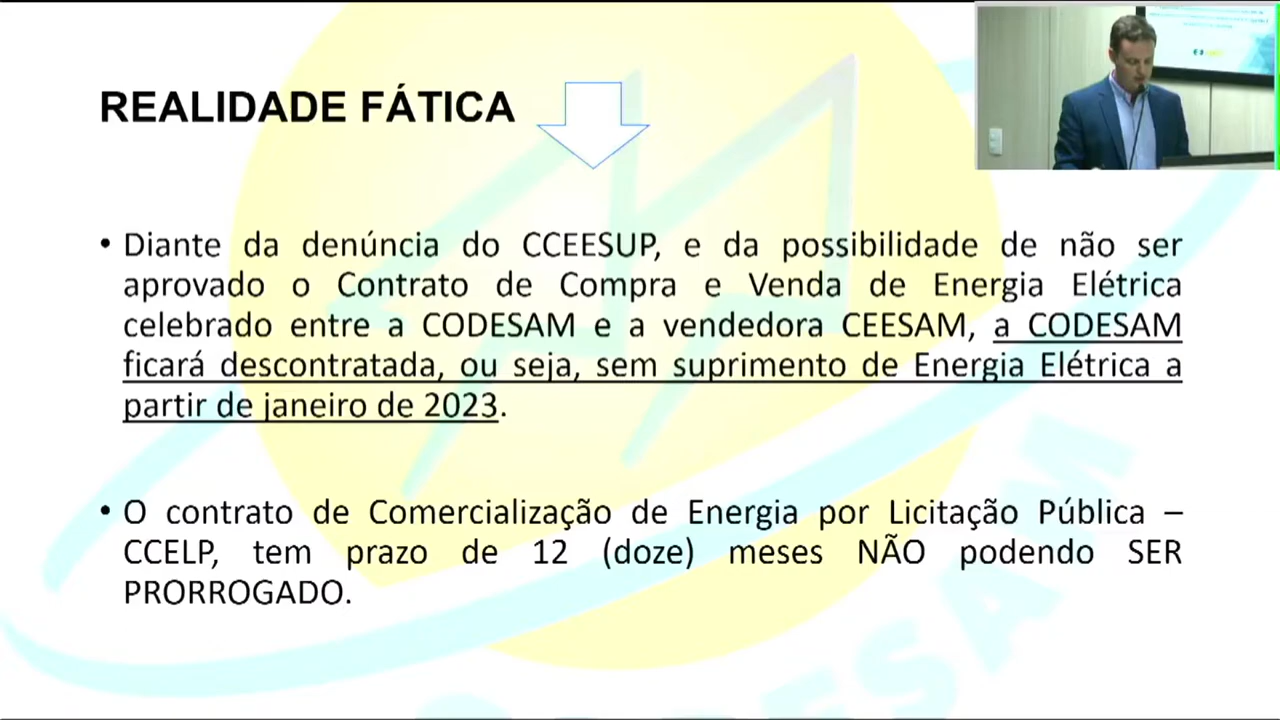 REALIDADE FÁTICA
• Diante da denúncia do CCEESUP, e da possibilidade de não ser
aprovado o Contrato de Compra e Venda de Energia Elétrica
celebrado entre a CODESAM e a vendedora CEESAM, a CODESAM
ficará descontratada, ou seja, sem suprimento de Energia Elétrica a
partir de janeiro de 2023.
• O contrato de Comercialização de Energia por Licitação Pública –
CCELP, tem prazo de 12 (doze) meses NÃO podendo SER
PRORROGADO.